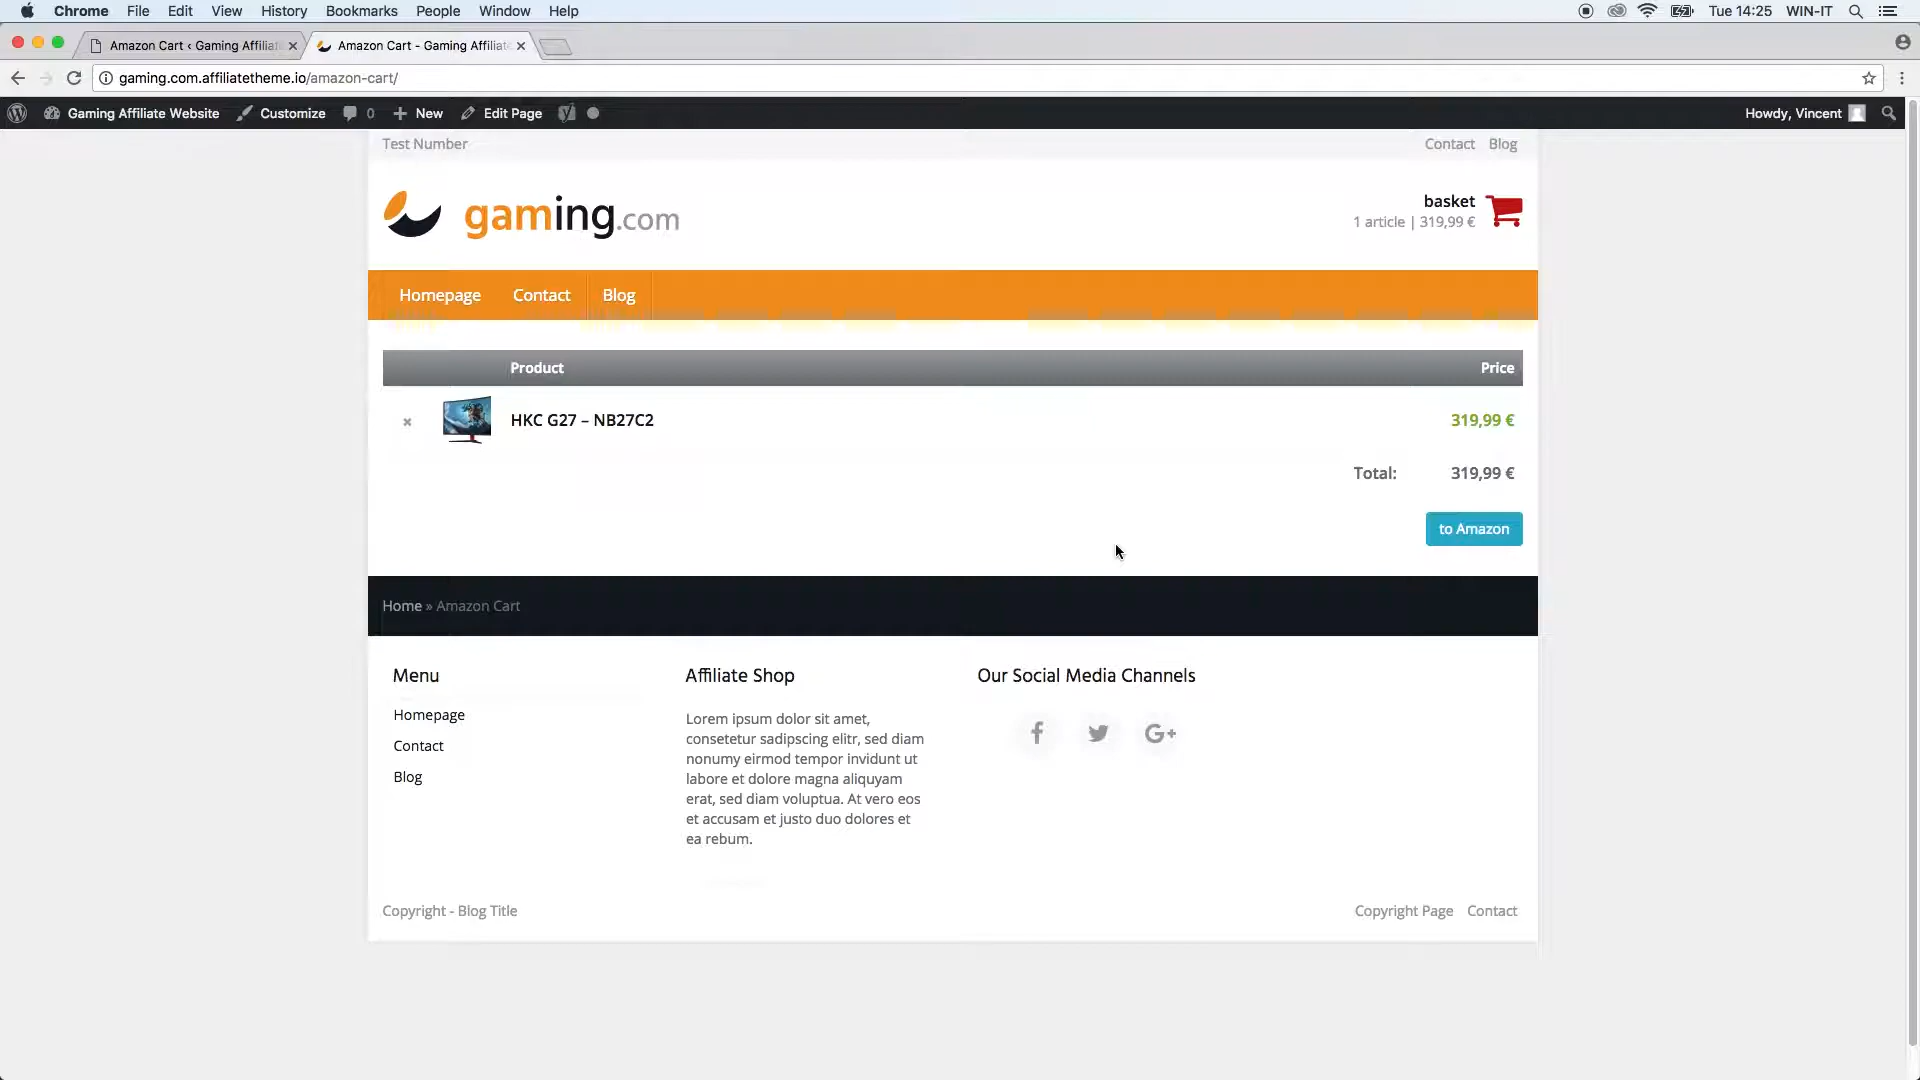 Chrome File Edit View History Bookmarks People Window Help Tue 14:25 WIN-IT
Amazon Cart ‹ Gaming Affilia Amazon Cart - Gaming Affiliat
gaming.com.affiliatetheme.io/amazon-cart/
Gaming Affiliate Website Customize 0 New Edit Page Howdy, Vincent
Test Number Contact Blog
gaming.com
basket
1 article | 319,99 €
Homepage Contact Blog
Product Price
HKC G27 – NB27C2 319,99 €
Total: 319,99 €
to Amazon
Home » Amazon Cart
Menu
Homepage
Contact
Blog
Affiliate Shop
Lorem ipsum dolor sit amet,
consetetur sadipscing elitr, sed diam
nonumy eirmod tempor invidunt ut
labore et dolore magna aliquyam
erat, sed diam voluptua. At vero eos
et accusam et justo duo dolores et
ea rebum.
Our Social Media Channels
Copyright - Blog Title Copyright Page Contact